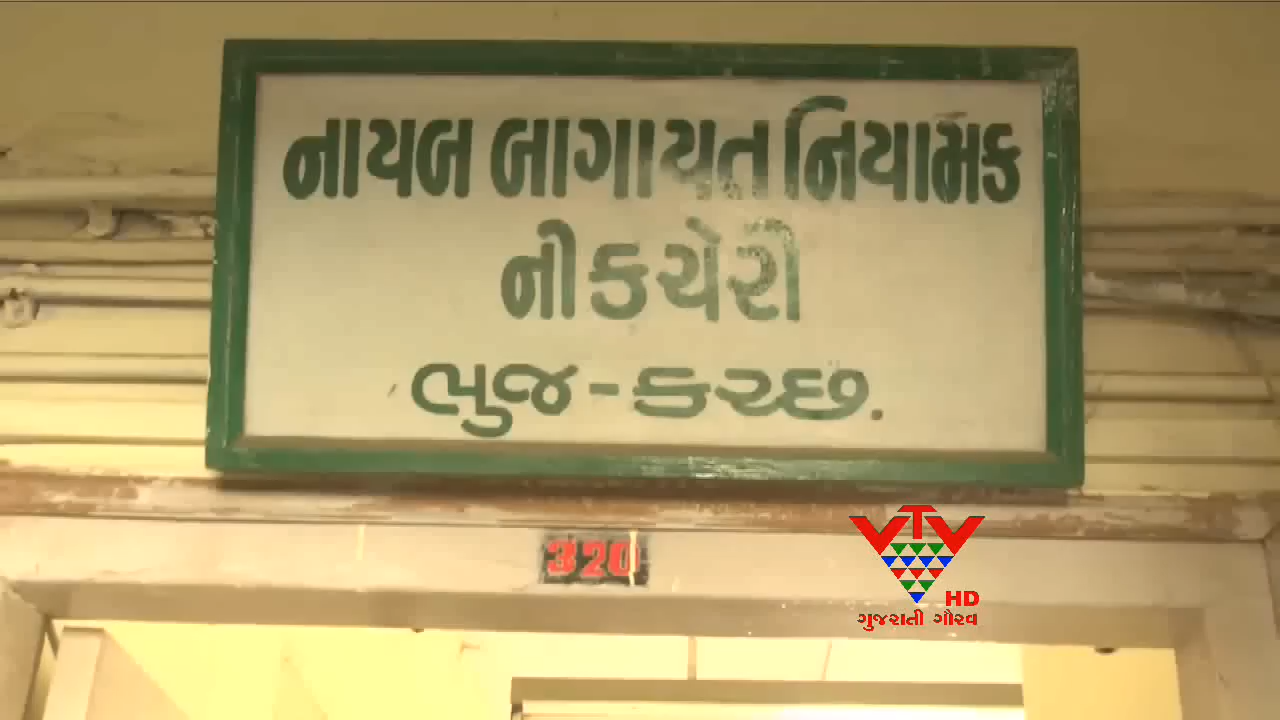 નાયબ બાગાયત નિયામક
ની કચેરી
ભુજ - કચ્છ.
320
VTV
HD
ગુજરાતી ગૌરવ